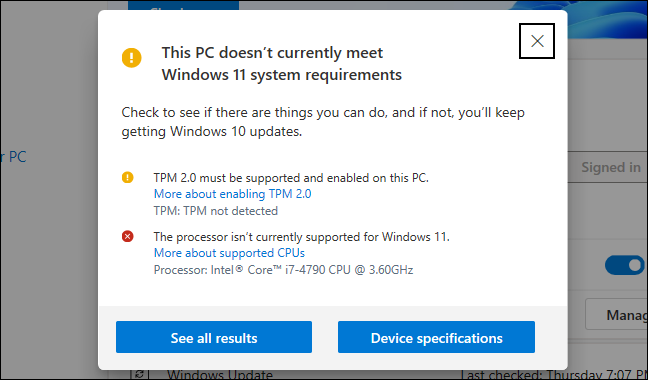 This PC doesn't currently meet
Windows 11 system requirements
Check to see if there are things you can do, and if not, you'll keep
getting Windows 10 updates.
r PC
TPM 2.0 must be supported and enabled on this PC.
Signed in
More about enabling TPM 2.0
TPM: TPM not detected
The processor isn't currently supported for Windows 11.
More about supported CPUs
Processor: Intel® Core™ i7-4790 CPU @ 3.60GHz
Manag
See all results
Device specifications
Windows Update
Last checked: Thursday 7:07 PM